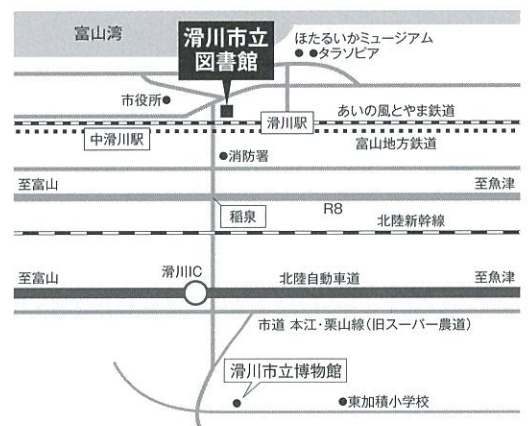 富山湾
滑川市立
図書館
ほたるいかミュージアム
タラソピア
市役所
あいの風とやま鉄道
滑川駅
中滑川駅
富山地方鉄道
消防署
至富山
至魚津
稲泉
R8
北陸新幹線
滑川IC
至富山
北陸自動車道
至魚津
市道 本江・栗山線(旧スーパー農道)
滑川市立博物館
東加積小学校